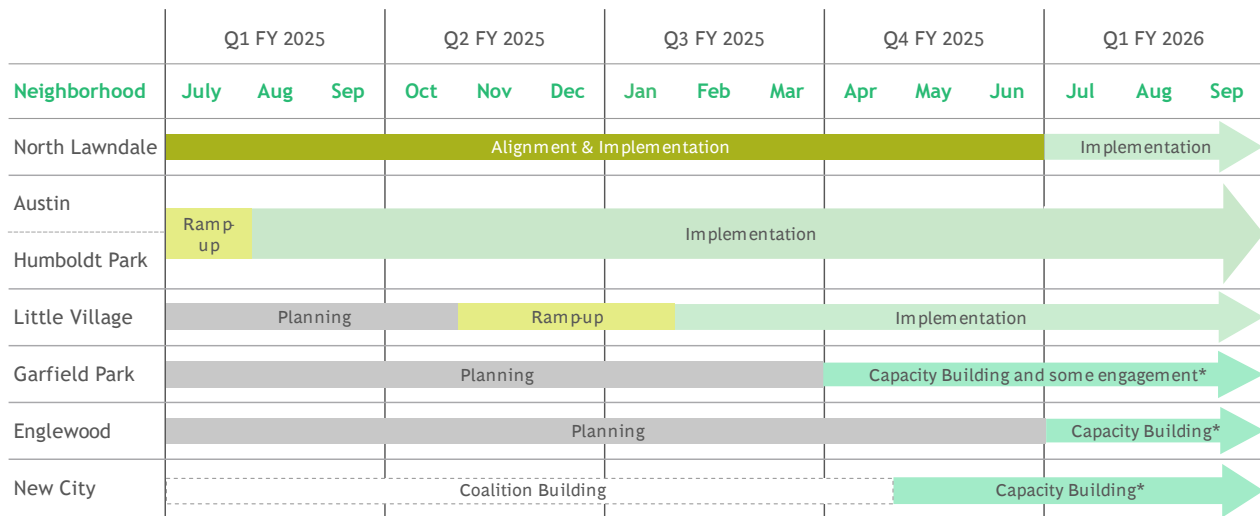 Q1 FY 2025 Q2 FY 2025 Q3 FY 2025 Q4 FY 2025 Q1 FY 2026
Neighborhood July Aug Sep Oct Nov Dec Jan Feb Mar Apr May Jun Jul Aug Sep
North Lawndale Alignment & Implementation Implementation
Austin
Ramp-
up
Implementation
Humboldt Park
Little Village Planning Ramp-up Implementation
Garfield Park Planning Capacity Building and some engagement*
Englewood Planning Capacity Building*
New City Coalition Building Capacity Building*